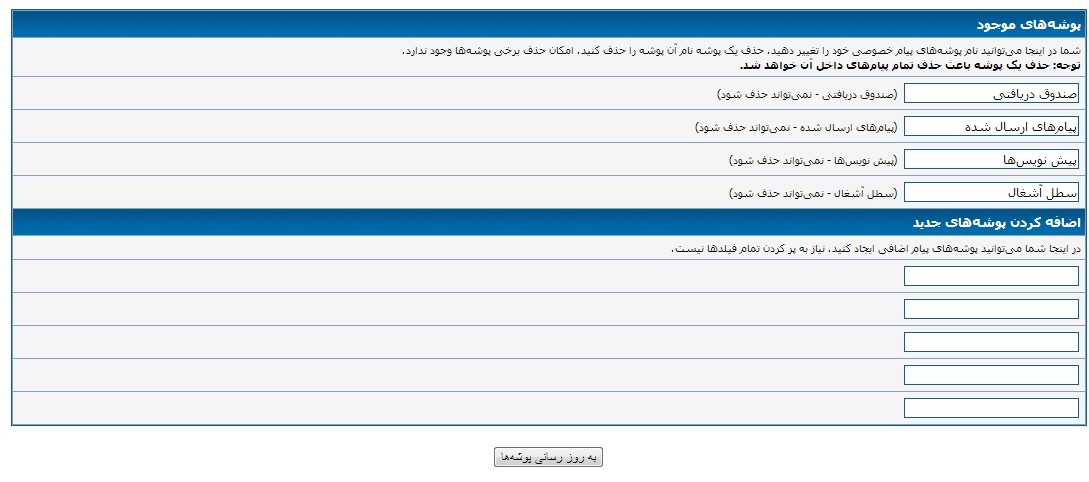 پوشه‌های موجود
شما در اینجا می‌توانید نام پوشه‌های پیام خصوصی خود را تغییر دهید. حذف یک پوشه نام آن پوشه را حذف کنید. امکان حذف برخی پوشه‌ها وجود ندارد.
توجه: حذف یک پوشه باعث حذف تمام پیام‌های داخل آن خواهد شد.
صندوق دریافتی (صندوق دریافتی - نمی‌تواند حذف شود)
پیام‌های ارسال شده (پیام‌های ارسال شده - نمی‌تواند حذف شود)
پیش نویس‌ها (پیش نویس‌ها - نمی‌تواند حذف شود)
سطل آشغال (سطل آشغال - نمی‌تواند حذف شود)
اضافه کردن پوشه‌های جدید
در اینجا شما می‌توانید پوشه‌های پیام اضافی ایجاد کنید. نیاز به پر کردن تمام فیلدها نیست.
به روز رسانی پوشه‌ها